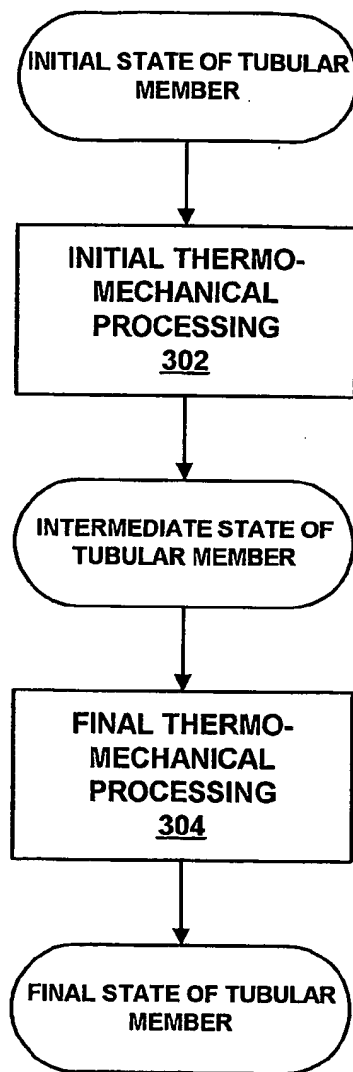 INITIAL STATE OF TUBULAR
MEMBER
INITIAL THERMO-
MECHANICAL
PROCESSING
302
INTERMEDIATE STATE OF
TUBULAR MEMBER
FINAL THERMO-
MECHANICAL
PROCESSING
304
FINAL STATE OF TUBULAR
MEMBER